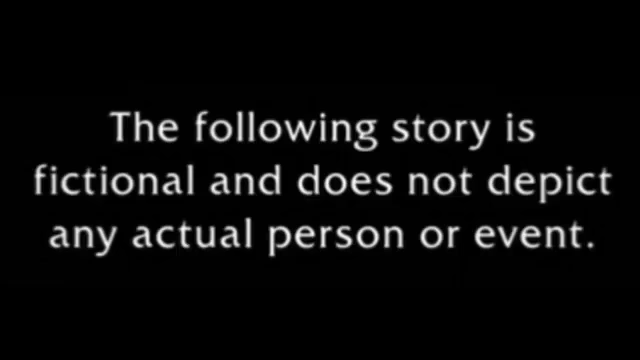 The following story is
fictional and does not depict
any actual person or event.